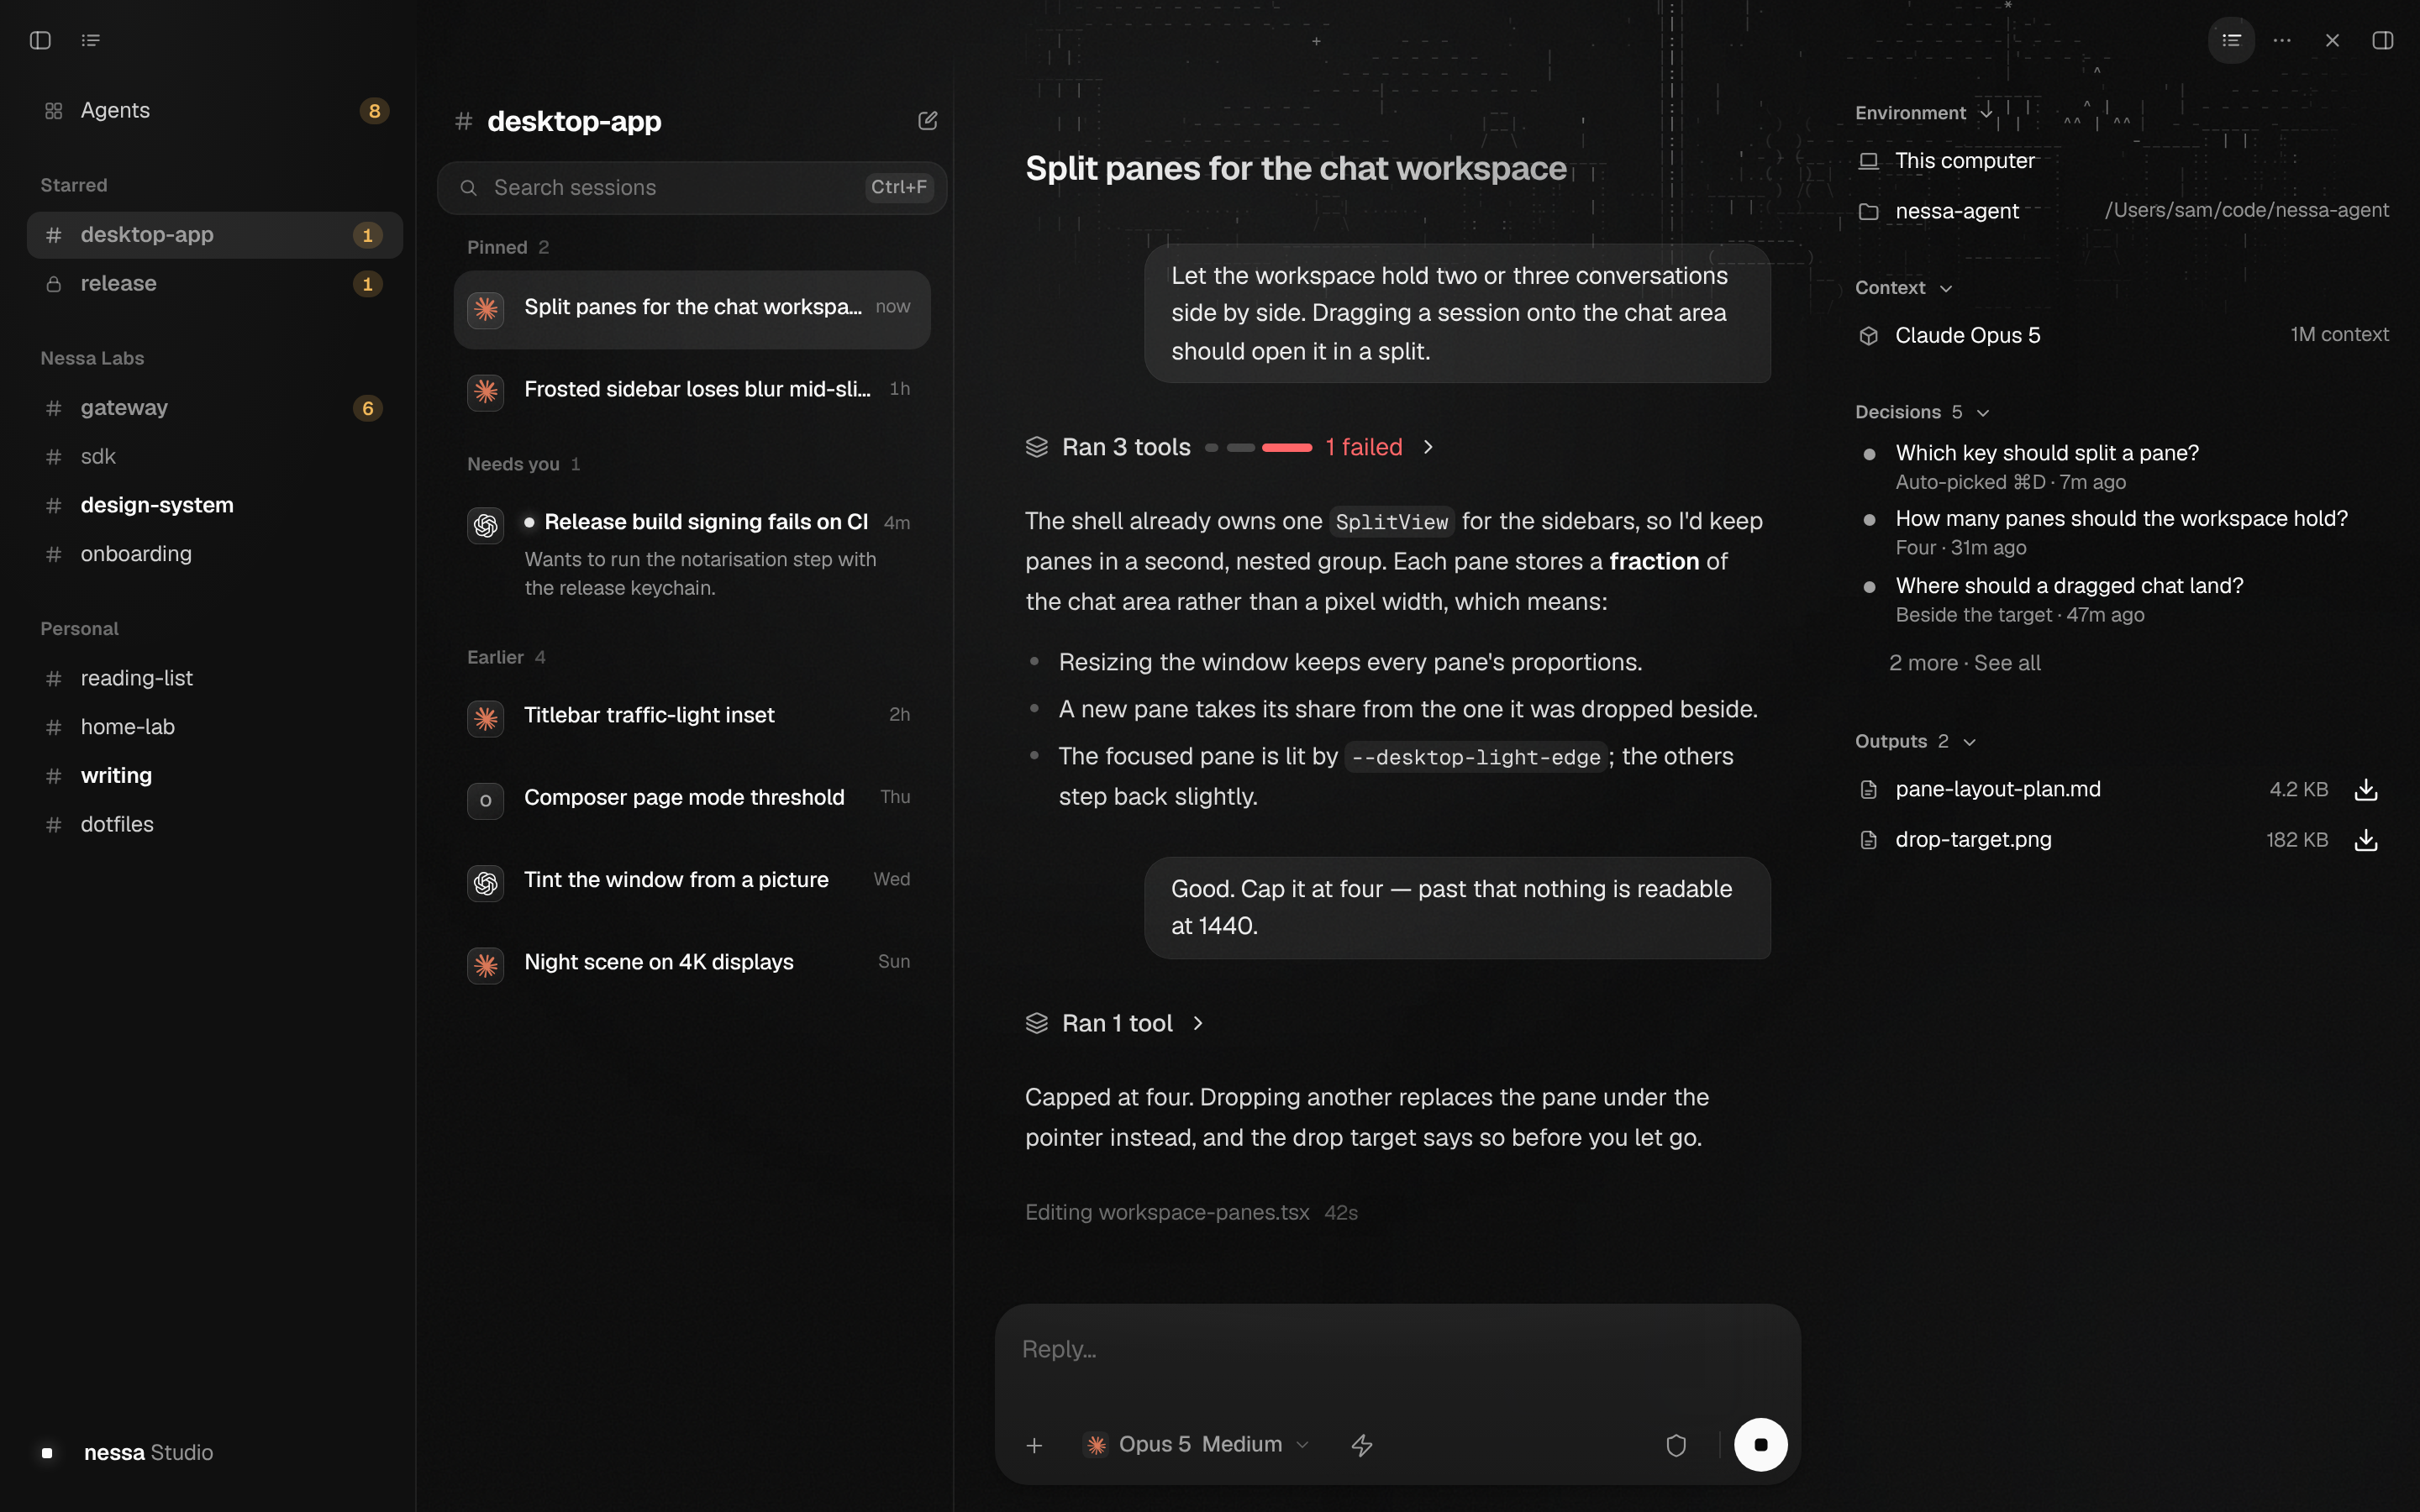 Agents 8
Starred
# desktop-app 1
release 1
Nessa Labs
# gateway 6
# sdk
# design-system
# onboarding
Personal
# reading-list
# home-lab
# writing
# dotfiles
nessa Studio
# desktop-app
Search sessions Ctrl+F
Pinned 2
Split panes for the chat workspa... now
Frosted sidebar loses blur mid-sli... 1h
Needs you 1
Release build signing fails on CI 4m
Wants to run the notarisation step with
the release keychain.
Earlier 4
Titlebar traffic-light inset 2h
O Composer page mode threshold Thu
Tint the window from a picture Wed
Night scene on 4K displays Sun
Split panes for the chat workspace
Let the workspace hold two or three conversations
side by side. Dragging a session onto the chat area
should open it in a split.
Ran 3 tools 1 failed
The shell already owns one SplitView for the sidebars, so I'd keep
panes in a second, nested group. Each pane stores a fraction of
the chat area rather than a pixel width, which means:
• Resizing the window keeps every pane's proportions.
• A new pane takes its share from the one it was dropped beside.
• The focused pane is lit by --desktop-light-edge; the others
step back slightly.
Good. Cap it at four — past that nothing is readable
at 1440.
Ran 1 tool
Capped at four. Dropping another replaces the pane under the
pointer instead, and the drop target says so before you let go.
Editing workspace-panes.tsx 42s
Reply...
Opus 5 Medium
Environment
This computer
nessa-agent /Users/sam/code/nessa-agent
Context
Claude Opus 5 1M context
Decisions 5
Which key should split a pane?
Auto-picked ⌘D · 7m ago
How many panes should the workspace hold?
Four · 31m ago
Where should a dragged chat land?
Beside the target · 47m ago
2 more · See all
Outputs 2
pane-layout-plan.md 4.2 KB
drop-target.png 182 KB